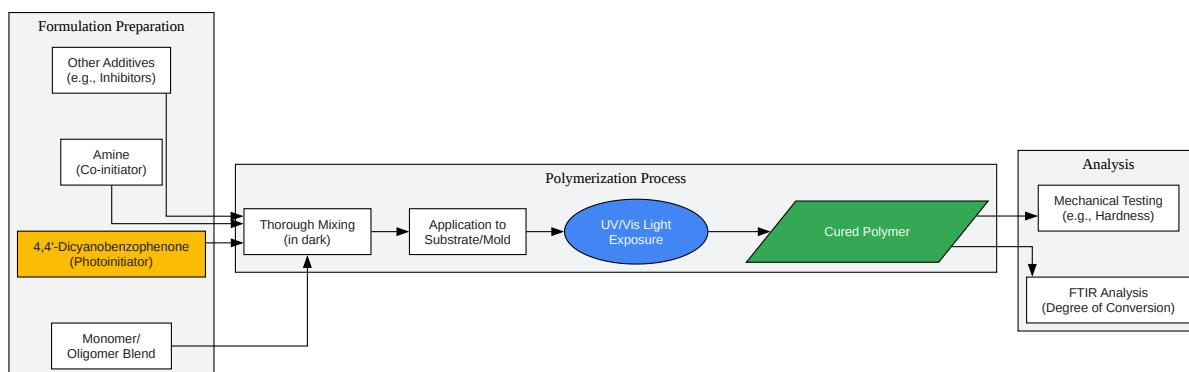 Formulation Preparation
Other Additives
(e.g., Inhibitors)
Amine
(Co-initiator)
4,4'-Dicyanobenzophenone
(Photoinitiator)
Monomer/
Oligomer Blend
Polymerization Process
Thorough Mixing
(in dark)
Application to
Substrate/Mold
UV/Vis Light
Exposure
Cured Polymer
Analysis
Mechanical Testing
(e.g., Hardness)
FTIR Analysis
(Degree of Conversion)